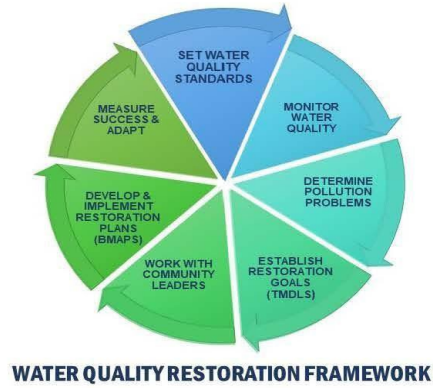 SET WATER
QUALITY
STANDARDS
MONITOR
WATER
QUALITY
DETERMINE
POLLUTION
PROBLEMS
ESTABLISH
RESTORATION
GOALS
(TMDLS)
WORK WITH
COMMUNITY
LEADERS
DEVELOP &
IMPLEMENT
RESTORATION
PLANS
(BMAPS)
MEASURE
SUCCESS &
ADAPT
WATER QUALITY RESTORATION FRAMEWORK